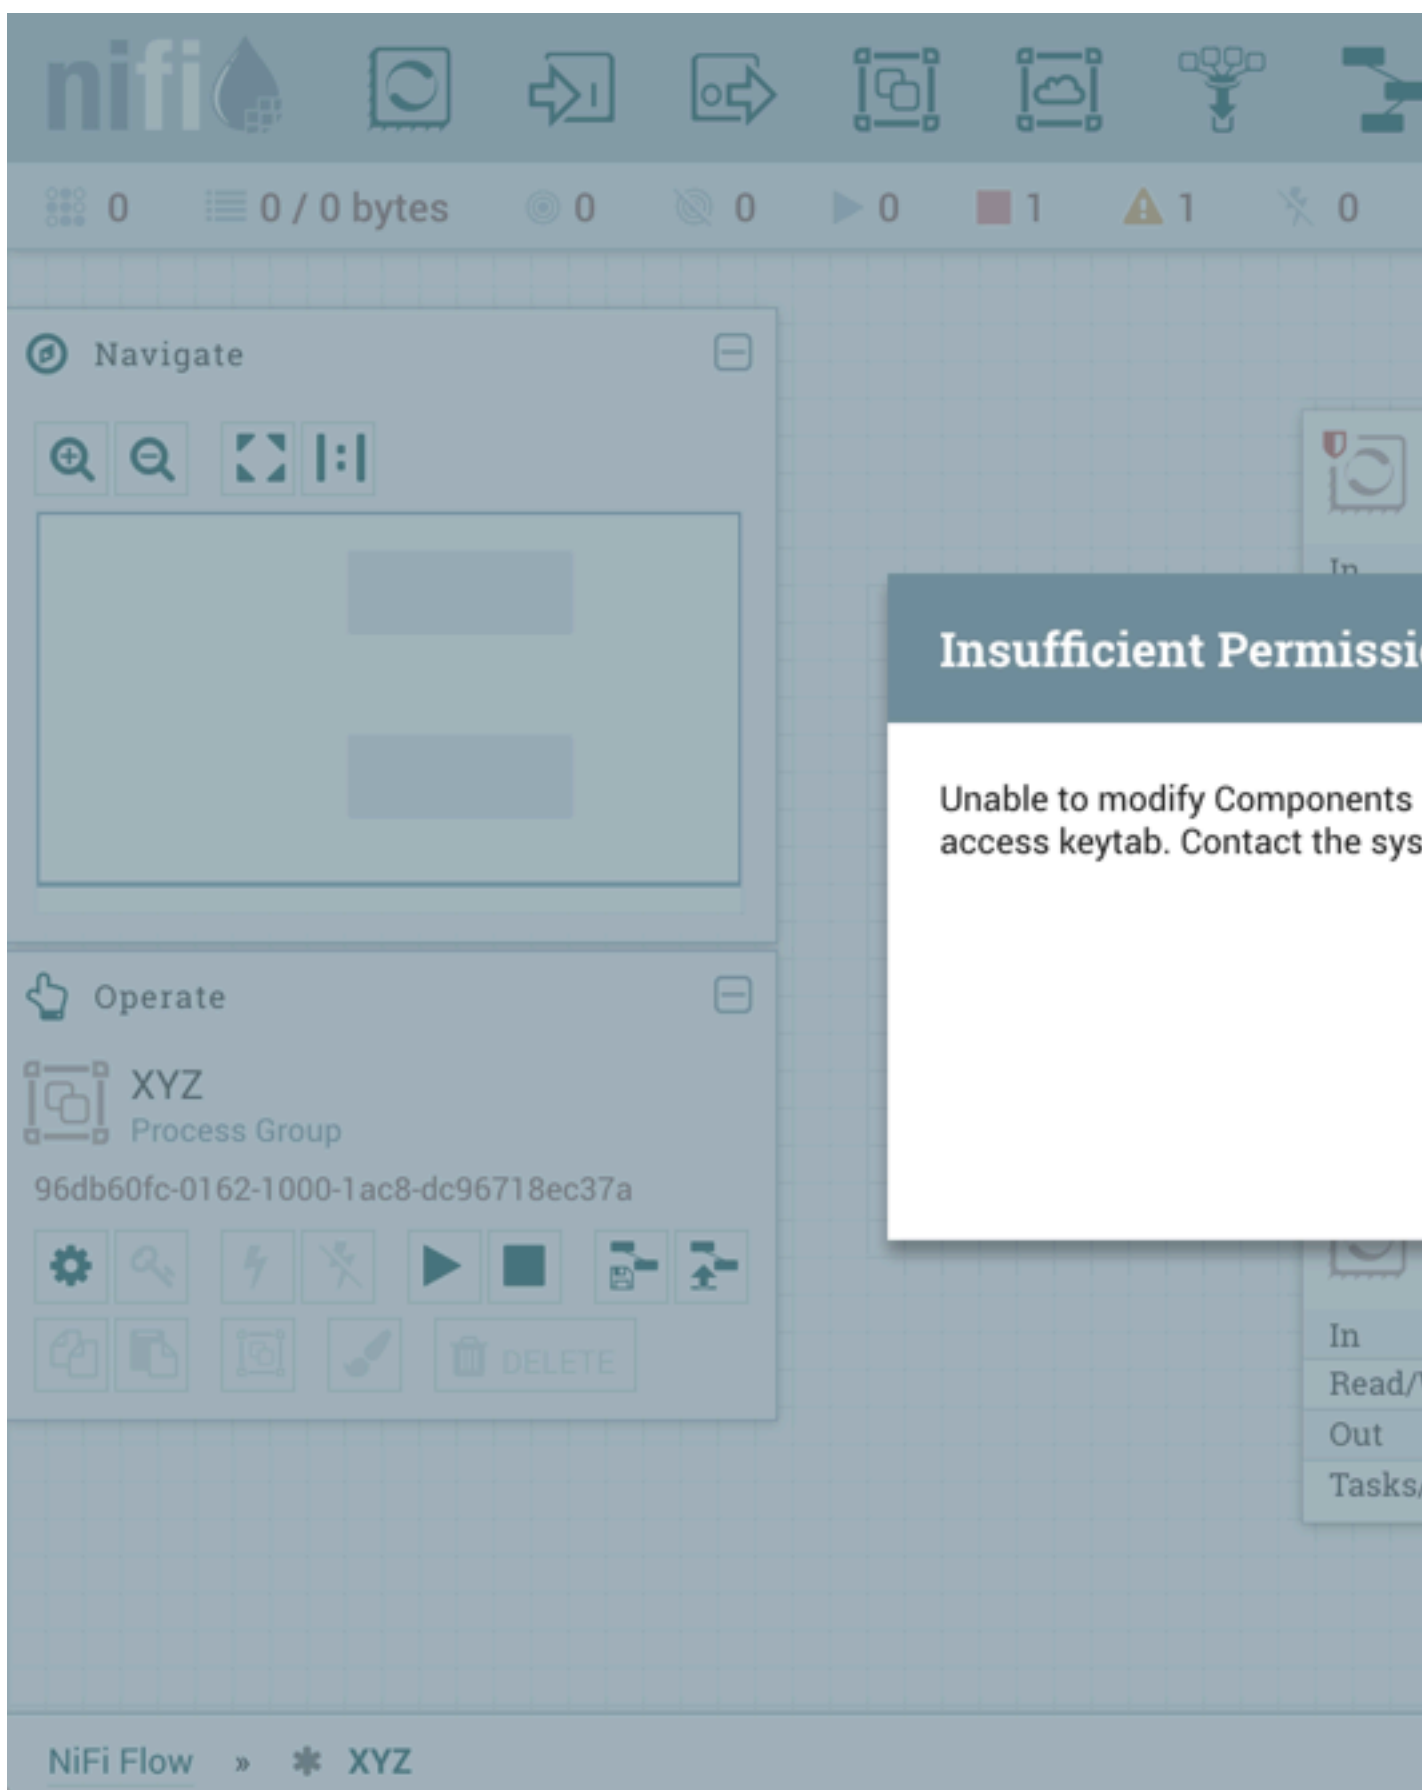 nifi
0 0 / 0 bytes 0 0 0 1 1 0
Navigate
In
Insufficient Permissi
Unable to modify Components
access keytab. Contact the sys
Operate
XYZ
Process Group
96db60fc-0162-1000-1ac8-dc96718ec37a
DELETE
In
Read/
Out
Tasks/
NiFi Flow » XYZ